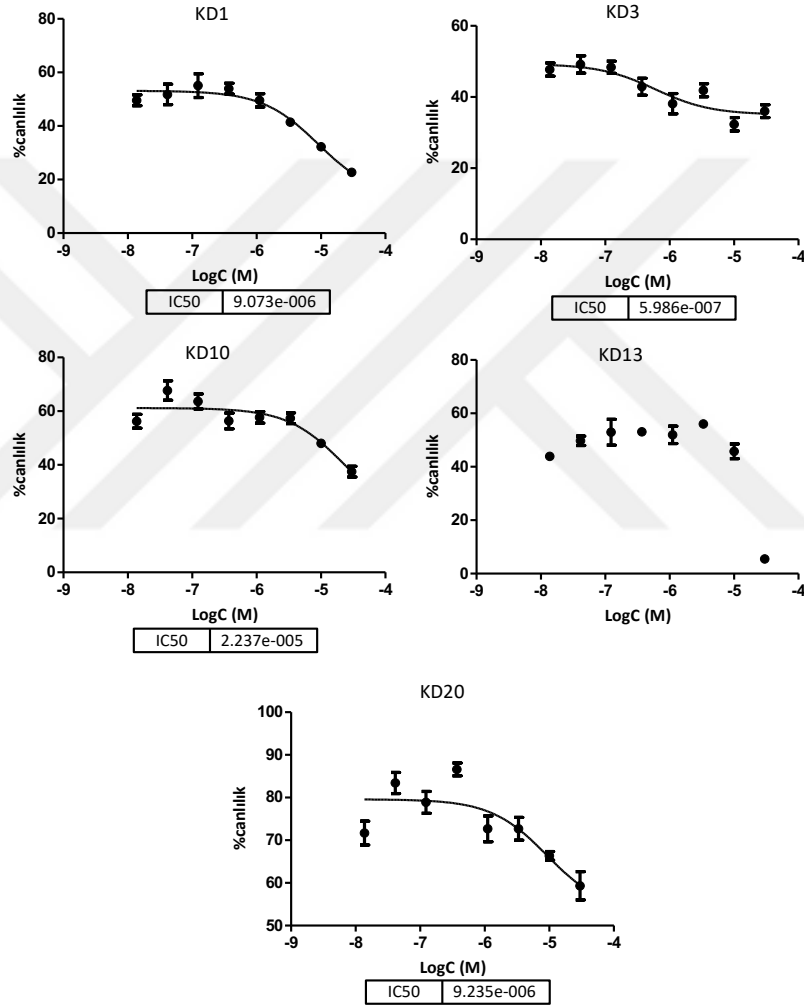 KD1
80
60
40
20
0
%canlılık
-9 -8 -7 -6 -5 -4
LogC (M)
IC50 9.073e-006
KD3
60
40
20
0
%canlılık
-9 -8 -7 -6 -5 -4
LogC (M)
IC50 5.986e-007
KD10
80
60
40
20
0
%canlılık
-9 -8 -7 -6 -5 -4
LogC (M)
IC50 2.237e-005
KD13
80
60
40
20
0
%canlılık
-9 -8 -7 -6 -5 -4
LogC (M)
KD20
100
90
80
70
60
50
%canlılık
-9 -8 -7 -6 -5 -4
LogC (M)
IC50 9.235e-006